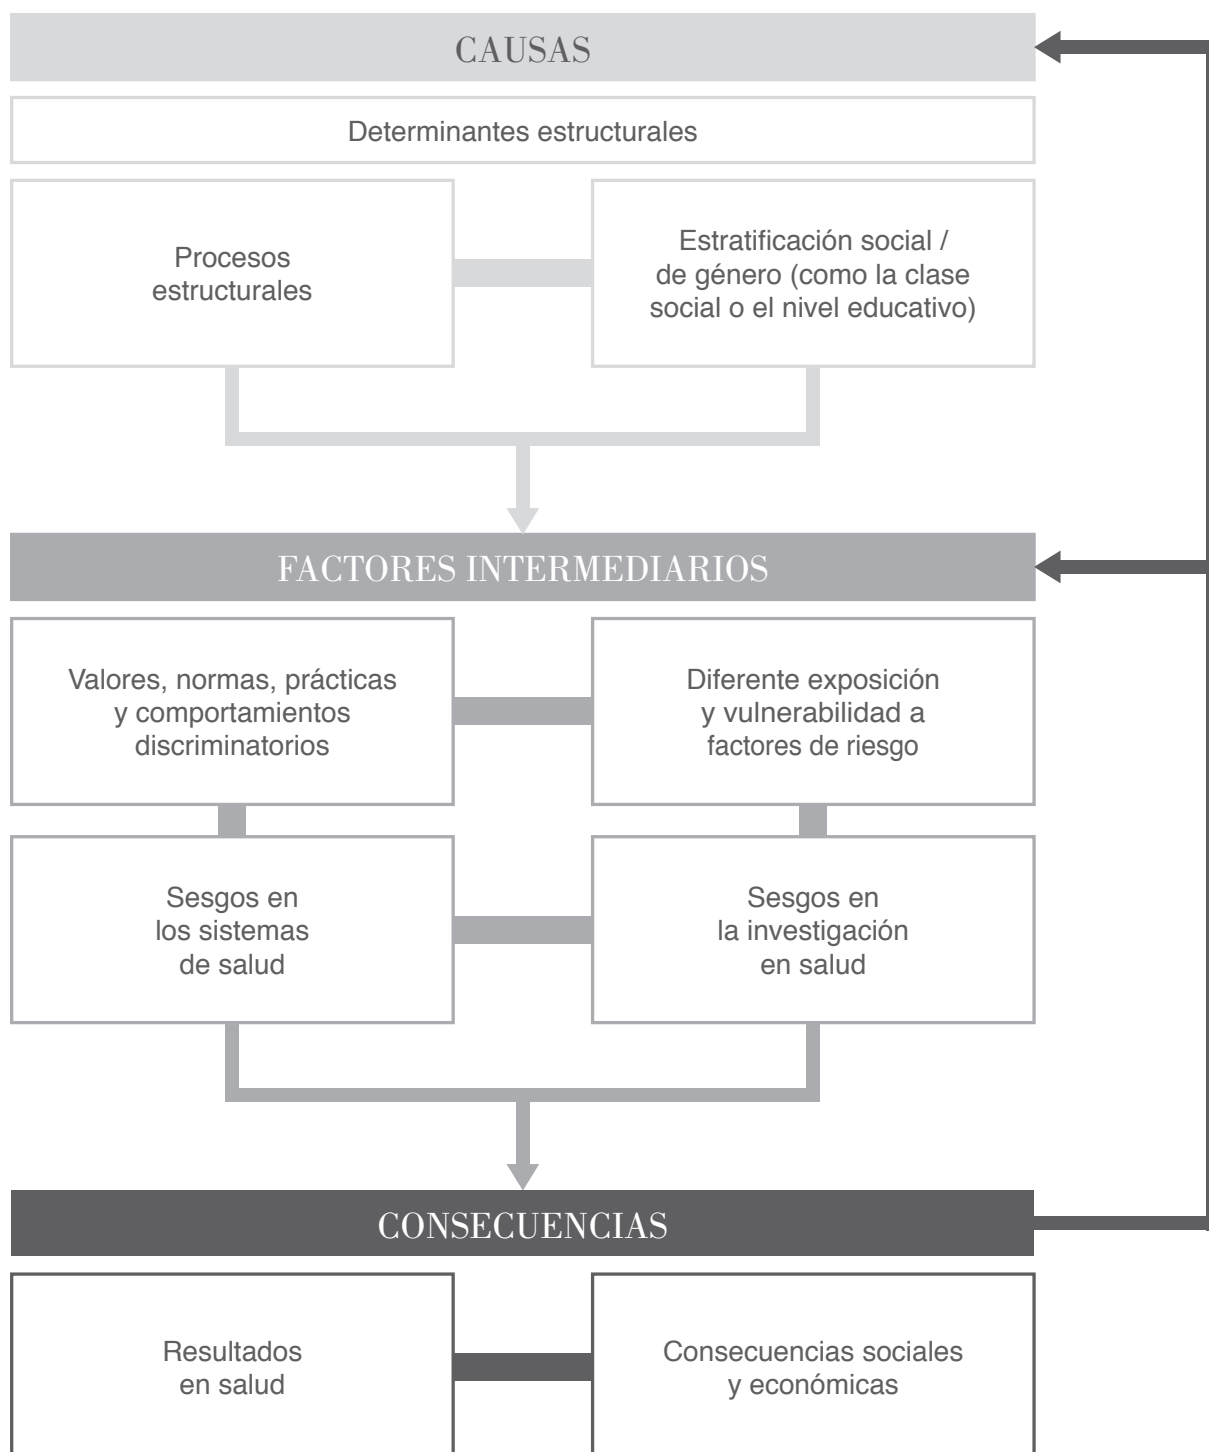 CAUSAS
Determinantes estructurales
Procesos
estructurales
Estratificación social /
de género (como la clase
social o el nivel educativo)
FACTORES INTERMEDIARIOS
Valores, normas, prácticas
y comportamientos
discriminatorios
Diferente exposición
y vulnerabilidad a
factores de riesgo
Sesgos en
los sistemas
de salud
Sesgos en
la investigación
en salud
CONSECUENCIAS
Resultados
en salud
Consecuencias sociales
y económicas